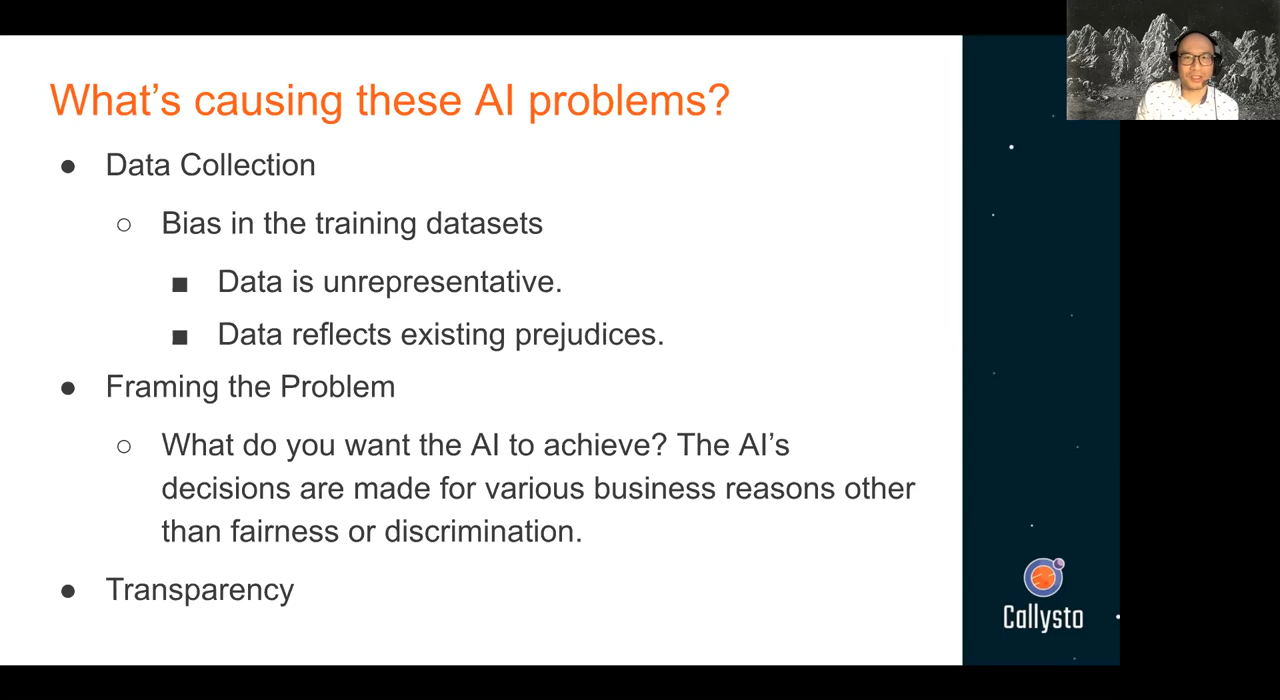 What’s causing these AI problems?
● Data Collection
○ Bias in the training datasets
■ Data is unrepresentative.
■ Data reflects existing prejudices.
● Framing the Problem
○ What do you want the AI to achieve? The AI’s
decisions are made for various business reasons other
than fairness or discrimination.
● Transparency
Callysto